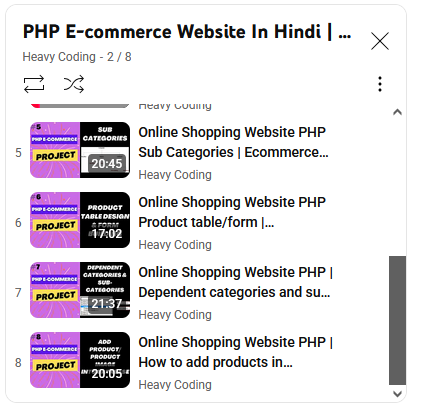 PHP E-commerce Website In Hindi | ...
Heavy Coding - 2 / 8
Heavy Coding
5
5
PHP E-COMMERCE
PROJECT
SUB
CATEGORIES
20:45
Online Shopping Website PHP
Sub Categories | Ecommerce...
Heavy Coding
6
6
PHP E-COMMERCE
PROJECT
PRODUCT
TABLE DESIGN
& FORM
17:02
Online Shopping Website PHP
Product table/form |...
Heavy Coding
7
7
PHP E-COMMERCE
PROJECT
DEPENDENT
CATEGORIES &
SUB-
CATEGORIES
21:37
Online Shopping Website PHP |
Dependent categories and su...
Heavy Coding
8
8
PHP E-COMMERCE
PROJECT
ADD
PRODUCT/
PRODUCT
IMAGE
20:05
Online Shopping Website PHP |
How to add products in...
Heavy Coding